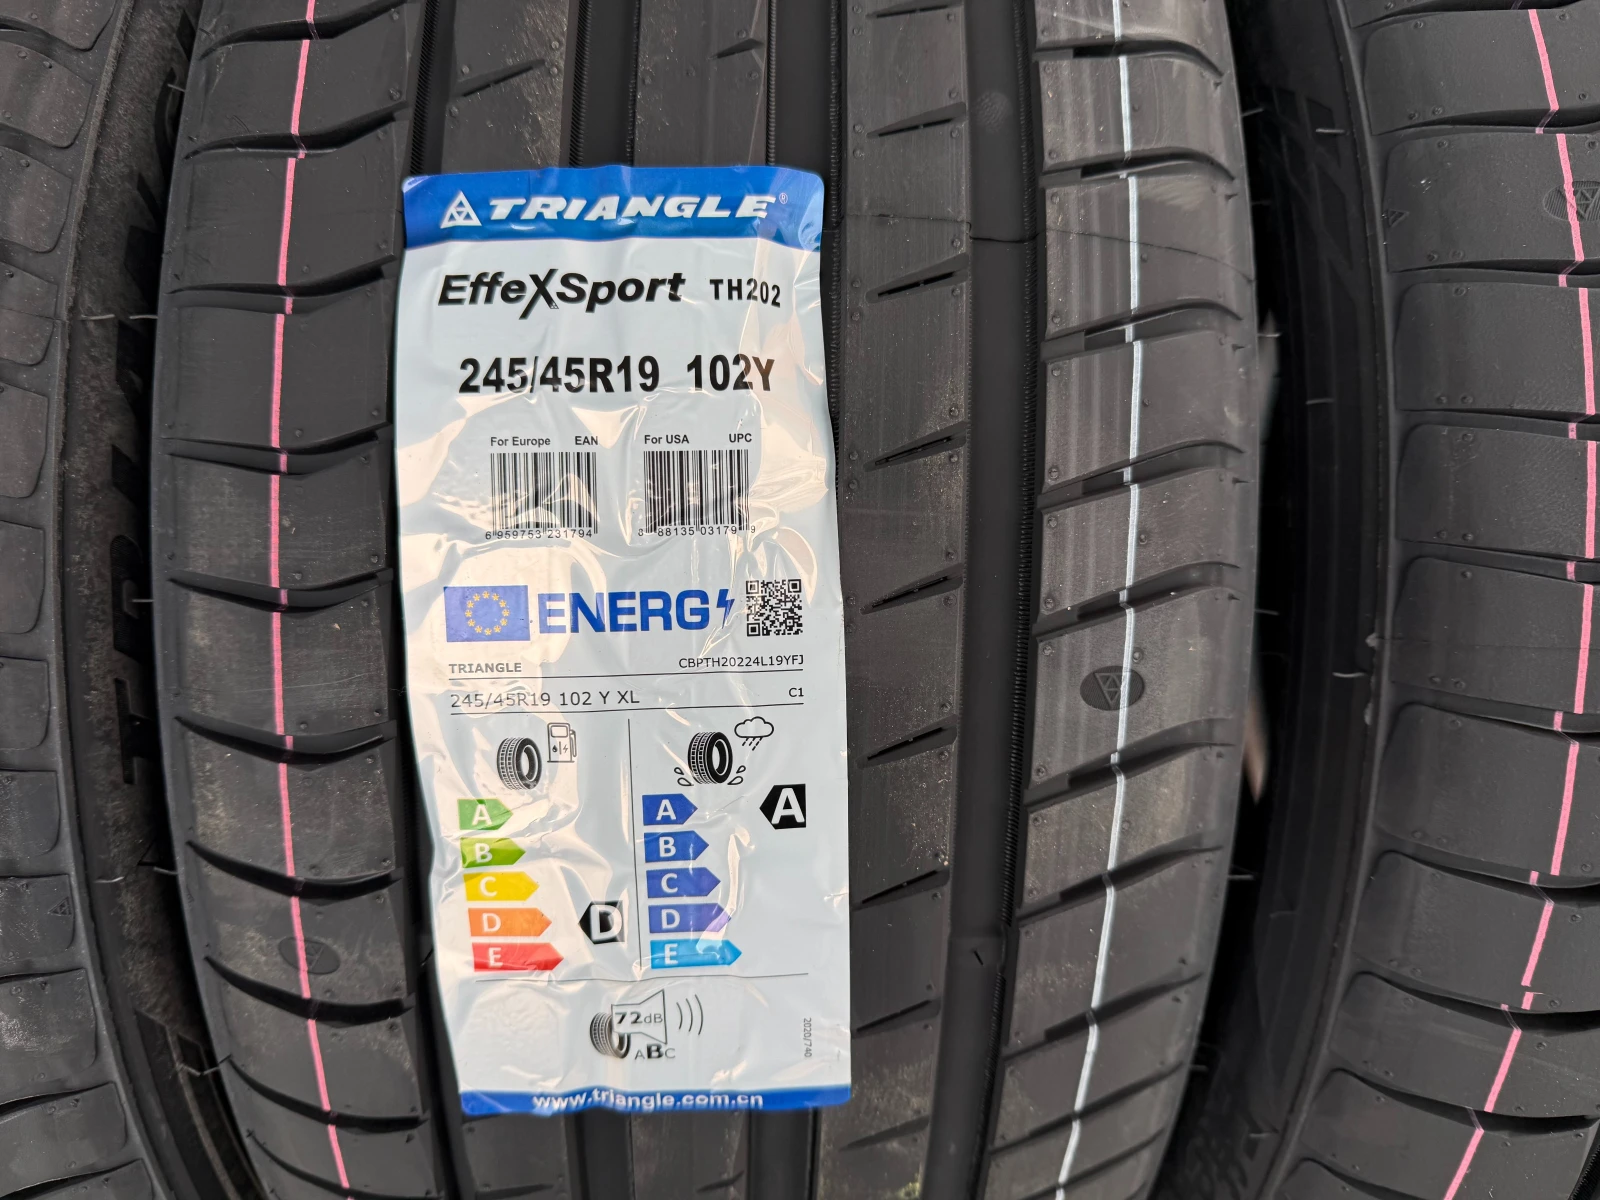 TRIANGLE®
EffeXSport TH202
245/45R19 102Y
For Europe EAN For USA UPC
6 959753 231794 8 88135 03179 9
ENERG
TRIANGLE CBPTH20224L19YFJ
245/45R19 102 Y XL C1
A A A
B B
C C
D D D
E E
72dB
ABC
2020/740
www.triangle.com.cn